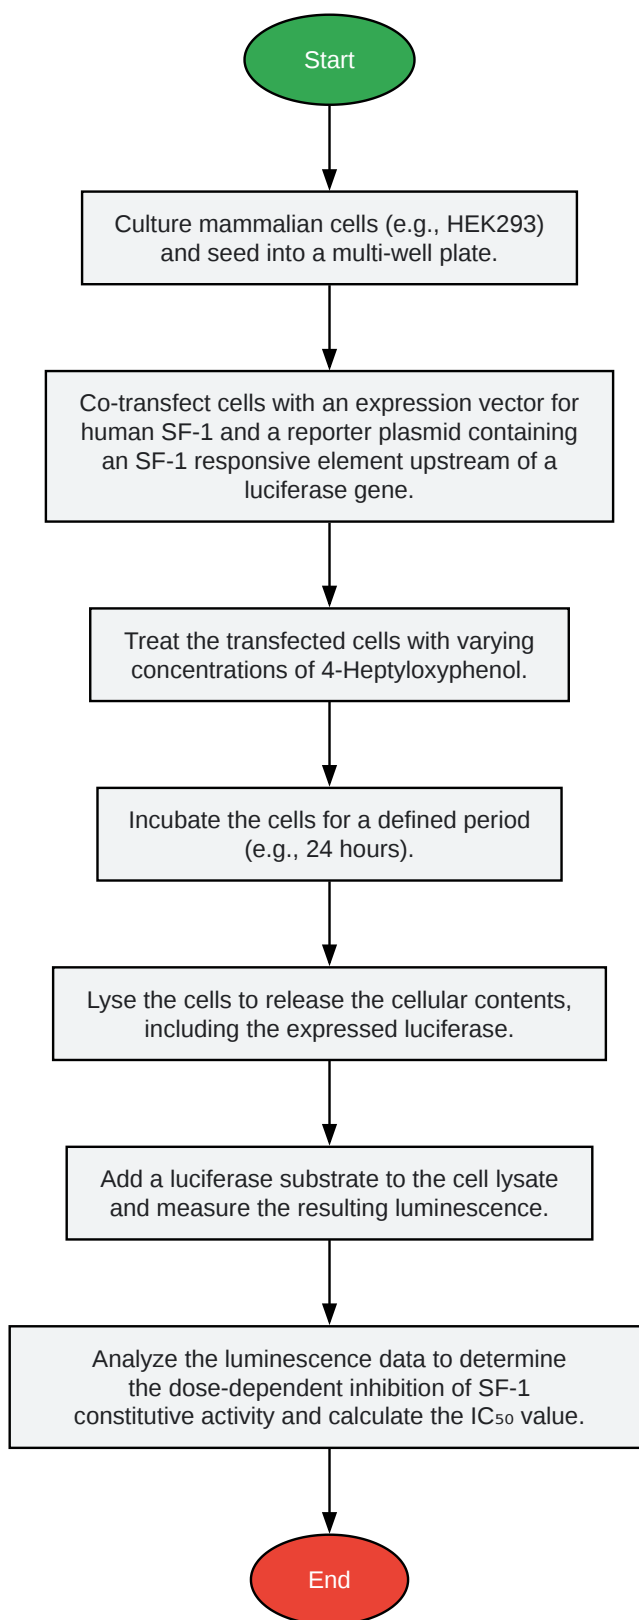 Start
Culture mammalian cells (e.g., HEK293)
and seed into a multi-well plate.
Co-transfect cells with an expression vector for
human SF-1 and a reporter plasmid containing
an SF-1 responsive element upstream of a
luciferase gene.
Treat the transfected cells with varying
concentrations of 4-Heptyloxyphenol.
Incubate the cells for a defined period
(e.g., 24 hours).
Lyse the cells to release the cellular contents,
including the expressed luciferase.
Add a luciferase substrate to the cell lysate
and measure the resulting luminescence.
Analyze the luminescence data to determine
the dose-dependent inhibition of SF-1
constitutive activity and calculate the IC₅₀ value.
End